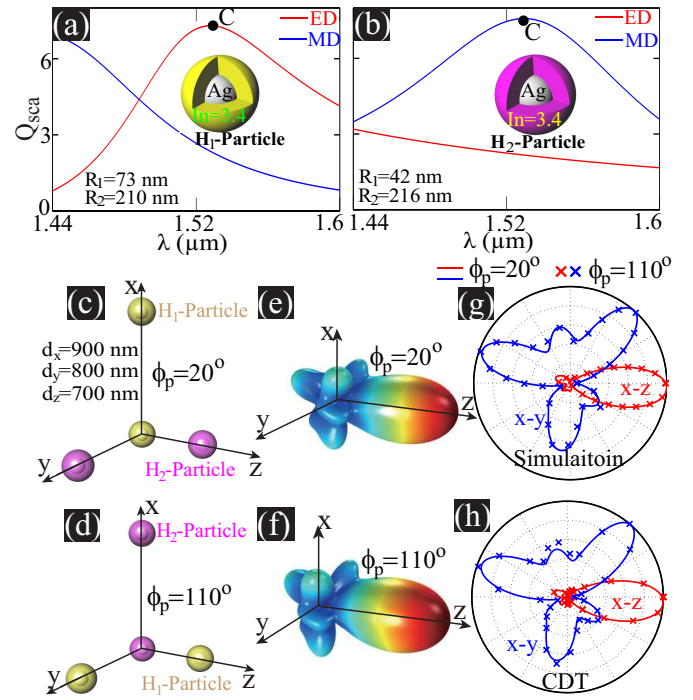 (a)
ED
MD
C
Ag
In=3.4
H₁-Particle
R₁=73 nm
R₂=210 nm
Q_sca
6
3
0
1.44
1.52
1.6
λ (μm)
(b)
ED
MD
C
Ag
In=3.4
H₂-Particle
R₁=42 nm
R₂=216 nm
1.44
1.52
1.6
λ (μm)
ϕₚ=20° ϕₚ=110°
(c)
x
H₁-Particle
dₓ=900 nm
d_y=800 nm
d_z=700 nm
ϕₚ=20°
y
H₂-Particle
z
(e)
x
ϕₚ=20°
z
y
(g)
x-z
x-y
Simulaitoin
(d)
x
H₂-Particle
ϕₚ=110°
y
H₁-Particle
z
(f)
x
ϕₚ=110°
z
y
(h)
x-z
x-y
CDT